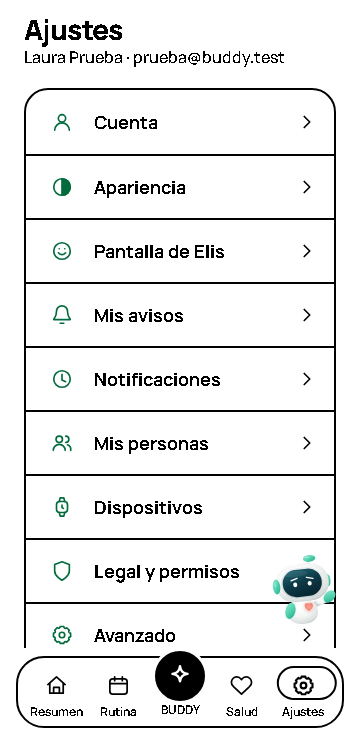 Ajustes
Laura Prueba · prueba@buddy.test
Cuenta
Apariencia
Pantalla de Elis
Mis avisos
Notificaciones
Mis personas
Dispositivos
Legal y permisos
Avanzado
Resumen
Rutina
BUDDY
Salud
Ajustes